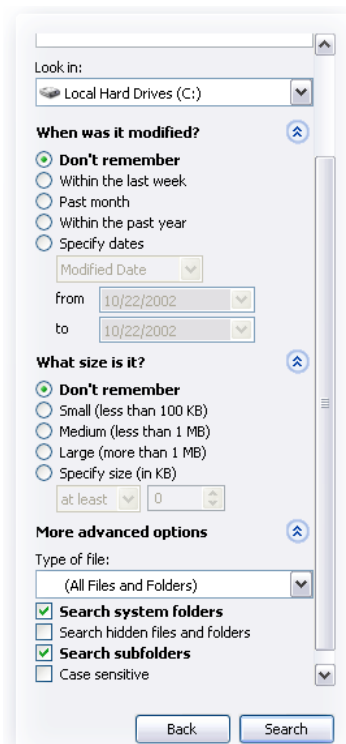 Look in:
Local Hard Drives (C:)
When was it modified?
Don't remember
Within the last week
Past month
Within the past year
Specify dates
Modified Date
from 10/22/2002
to 10/22/2002
What size is it?
Don't remember
Small (less than 100 KB)
Medium (less than 1 MB)
Large (more than 1 MB)
Specify size (in KB)
at least 0
More advanced options
Type of file:
(All Files and Folders)
Search system folders
Search hidden files and folders
Search subfolders
Case sensitive
Back Search